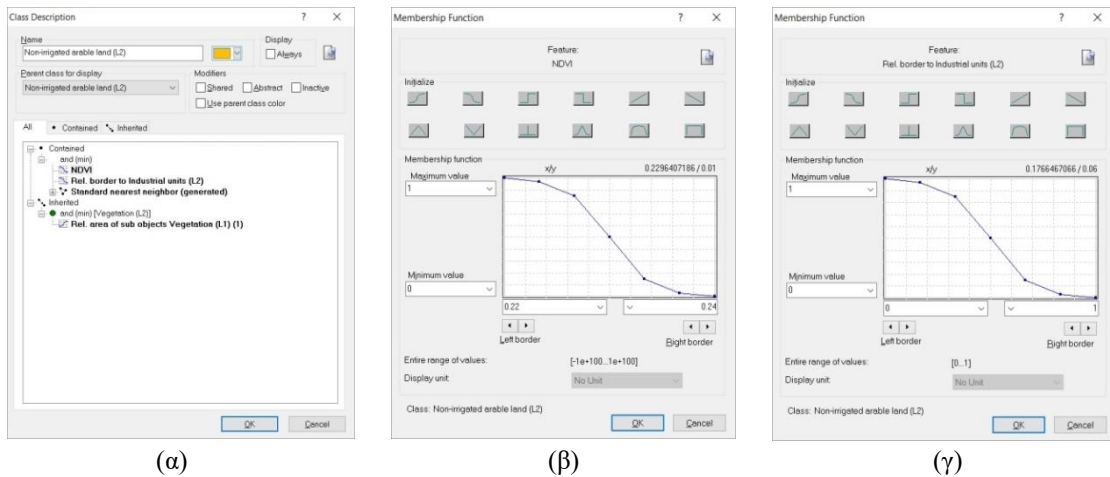 Class Description
? ×
Name
Non-irrigated arable land (L2)
Display
Always
Parent class for display
Non-irrigated arable land (L2)
Modifiers
Shared Abstract Inactive
Use parent class color
All Contained Inherited
Contained
and (min)
NDVI
Rel. border to Industrial units (L2)
Standard nearest neighbor (generated)
Inherited
and (min) [Vegetation (L2)]
Rel. area of sub objects Vegetation (L1) (1)
OK Cancel
(α)
Membership Function
? ×
Feature:
NDVI
Initialize
Membership function
Maximum value
1
x/y 0.2296407186 / 0.01
Minimum value
0
0.22 0.24
Left border Right border
Entire range of values: [-1e+100...1e+100]
Display unit No Unit
Class: Non-irrigated arable land (L2)
OK Cancel
(β)
Membership Function
? ×
Feature:
Rel. border to Industrial units (L2)
Initialize
Membership function
Maximum value
1
x/y 0.1766467066 / 0.06
Minimum value
0
0 1
Left border Right border
Entire range of values: [0...1]
Display unit No Unit
Class: Non-irrigated arable land (L2)
OK Cancel
(γ)